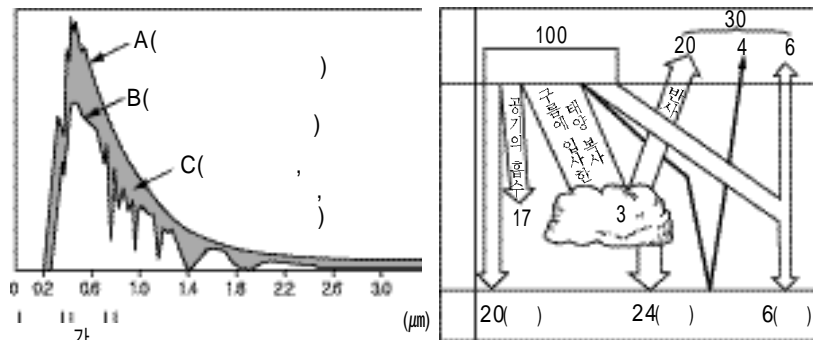 A(
)
B(
)
C( ,
,
)
0 0.2 0.6 1.0 1.4 1.8 2.2 2.6 3.0
(㎛)
가
30
100
20 4 6
공기의 흡수
구름에 입사한
태양 복사
반사
17
3
20( ) 24( ) 6( )